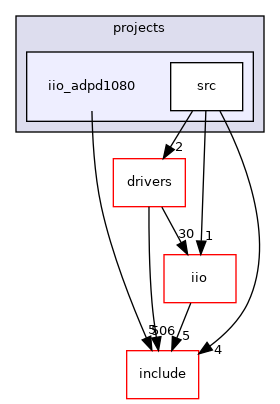 projects
iio_adpd1080
src
2
drivers
30
1
iio
5
506
5
4
include